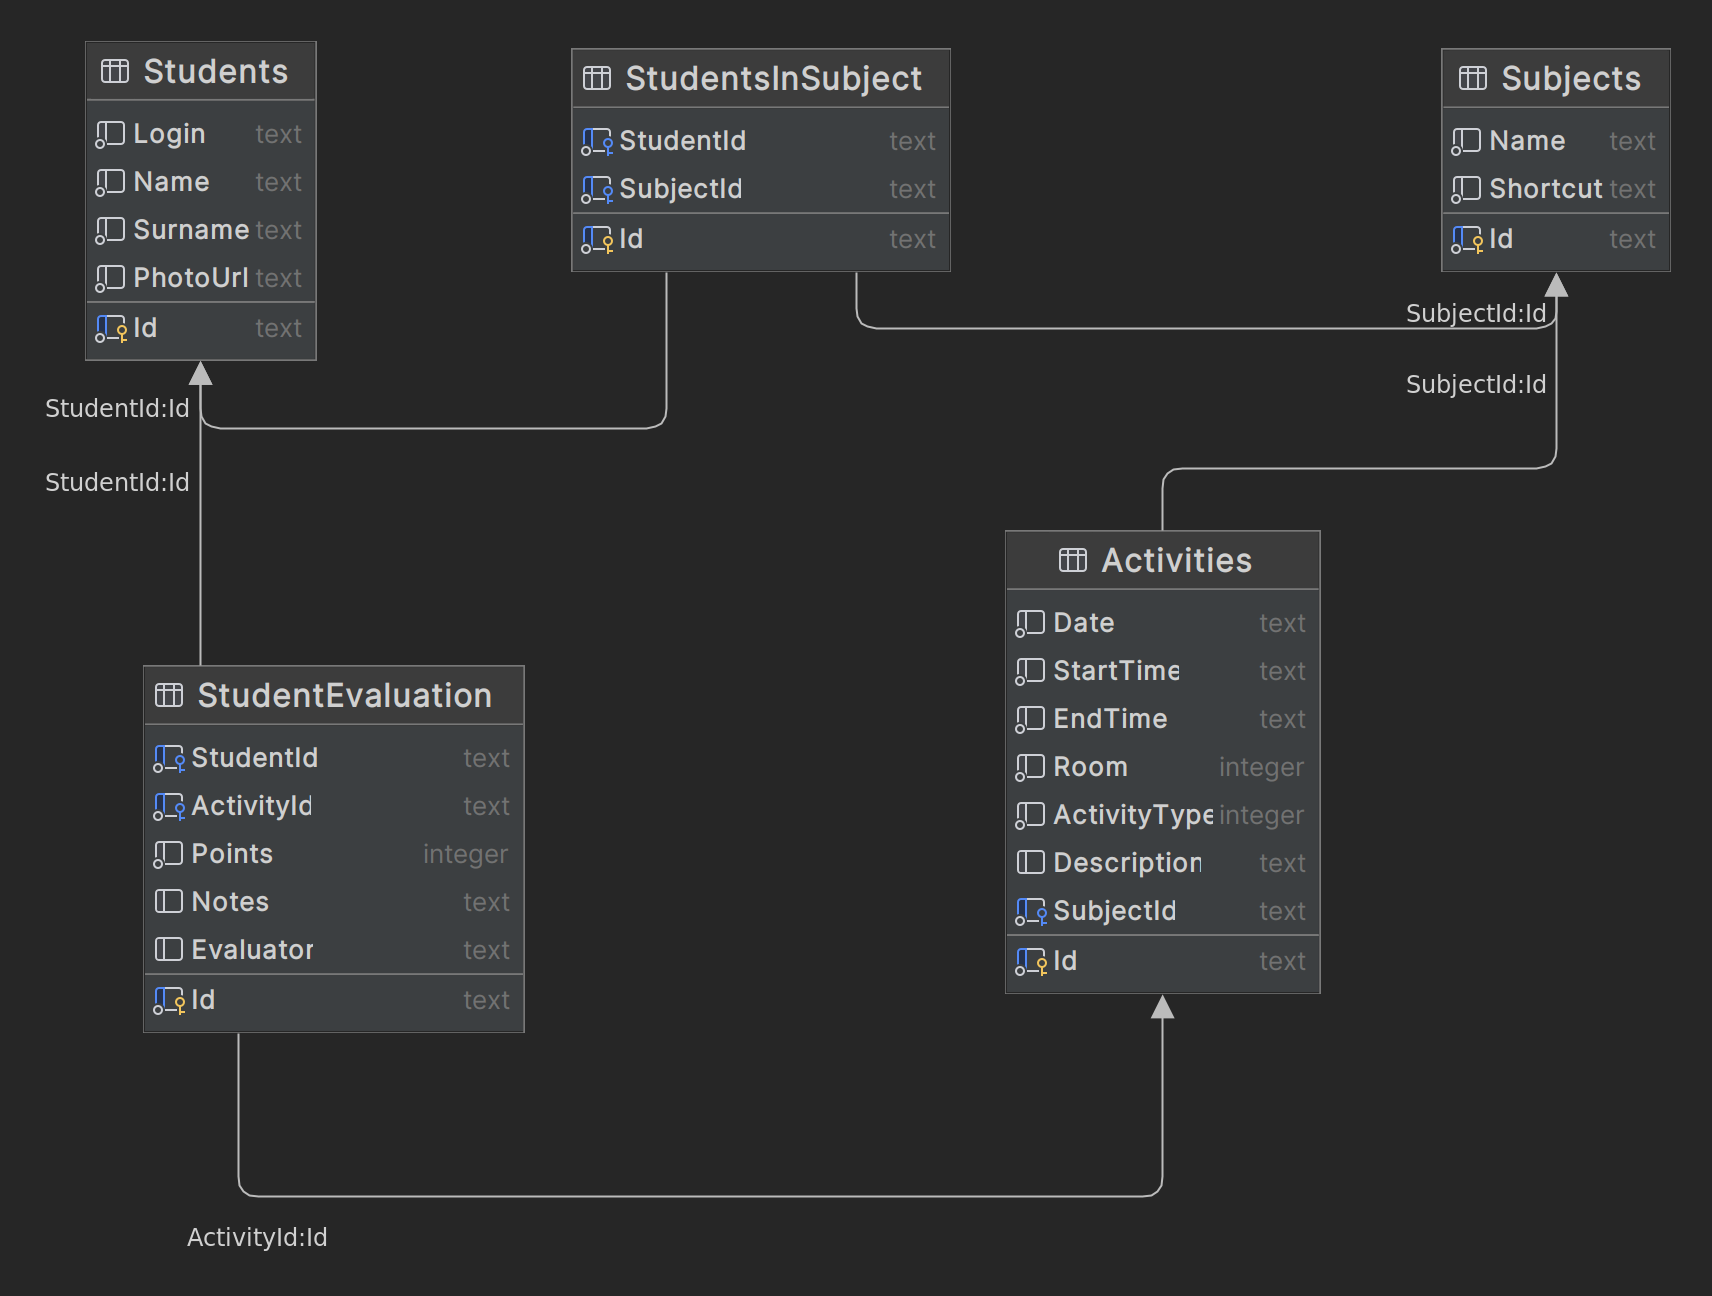 Students
Login text
Name text
Surname text
PhotoUrl text
Id text
StudentsInSubject
StudentId text
SubjectId text
Id text
Subjects
Name text
Shortcut text
Id text
SubjectId:Id
SubjectId:Id
StudentId:Id
StudentId:Id
Activities
Date text
StartTime text
EndTime text
Room integer
ActivityType integer
Description text
SubjectId text
Id text
StudentEvaluation
StudentId text
ActivityId text
Points integer
Notes text
Evaluator text
Id text
ActivityId:Id